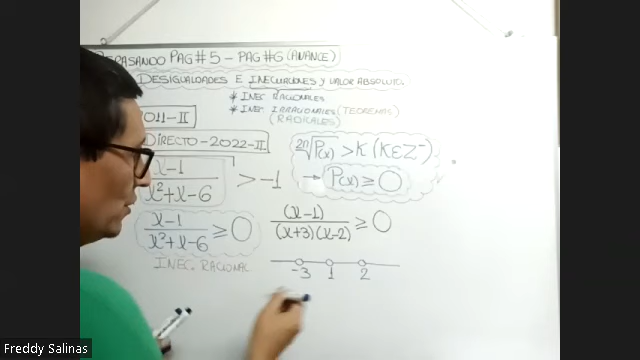 REPASANDO PAG#5 - PAG#6 (AVANCE)
DESIGUALDADES E INECUACIONES Y VALOR ABSOLUTO
* INEC. RACIONALES
* INEC. IRRACIONALES (TEOREMAS)
(RADICALES)
2011-II
DIRECTO-2022-II
x-1 / x²+x-6 > -1
2n√P(x) > K (K∈Z⁻)
→ P(x) ≥ 0
x-1 / x²+x-6 ≥ 0
(x-1) / (x+3)(x-2) ≥ 0
INEC. RACIONAL
-3 1 2
Freddy Salinas